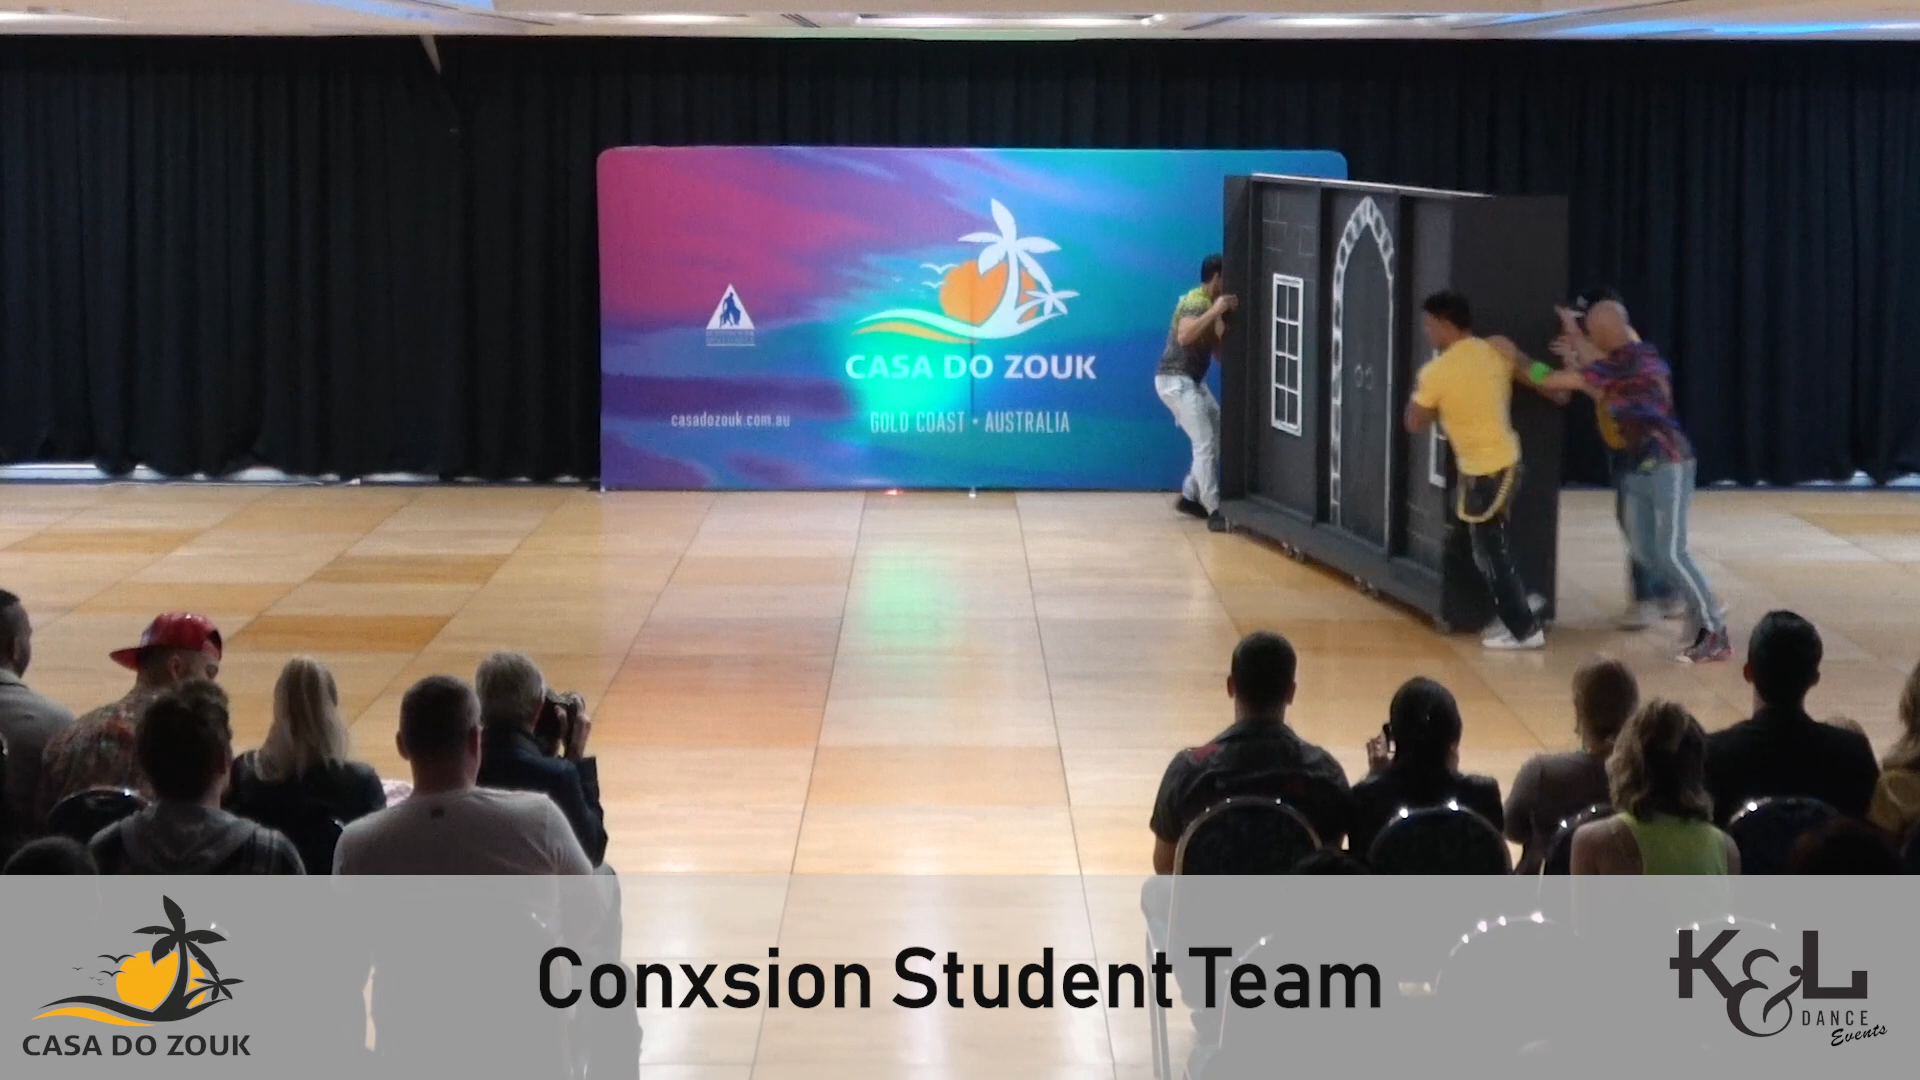 CASA DO ZOUK
casadozouk.com.au
GOLD COAST • AUSTRALIA
CASA DO ZOUK
Conxsion Student Team
K&L
DANCE
Events